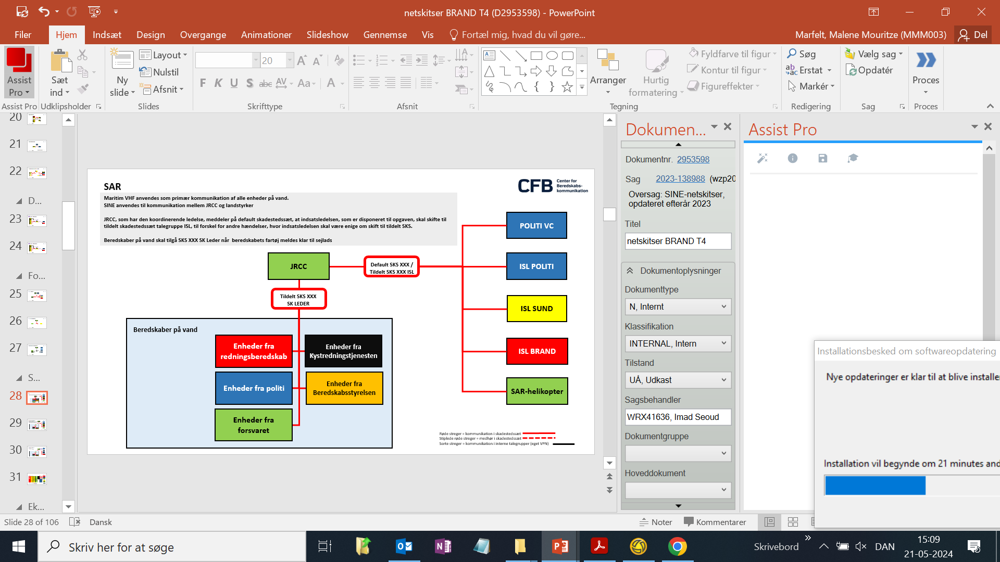 netskitser BRAND T4 (D2953598) - PowerPoint
Filer
Hjem
Indsæt
Design
Overgange
Animationer
Slideshow
Gennemse
Vis
Fortæl mig, hvad du vil gøre...
Marfelt, Malene Mouritze (MMM003)
Del
Assist
Pro
Sæt
ind
Ny
slide
Layout
Nulstil
Afsnit
20
F K U S abc AV Aa A
Arranger
Hurtig
formatering
Fyldfarve til figur
Kontur til figur
Figureffekter
Søg
Erstat
Markér
Vælg sag
Opdatér
Proces
Assist Pro
Udklipsholder
Slides
Skrifttype
Afsnit
Tegning
Redigering
Sag
Proces
20
21
22
D...
23
24
Fo...
25
26
27
S...
28
29
30
31
Ek...
SAR
CFB Center for
Beredskabs-
kommunikation
Maritim VHF anvendes som primær kommunikation af alle enheder på vand.
SINE anvendes til kommunikation mellem JRCC og landstyrker
JRCC, som har den koordinerende ledelse, meddeler på default skadestedssæt, at indsatsledelsen, som er disponeret til opgaven, skal skifte til
tildelt skadestedssæt talegruppe ISL, til forskel for andre hændelser, hvor indsatsledelsen skal være enige om skift til tildelt SKS.
Beredskaber på vand skal tilgå SKS XXX SK Leder når beredskabets fartøj meldes klar til sejlads
JRCC
Default SKS XXX /
Tildelt SKS XXX ISL
Tildelt SKS XXX
SK LEDER
POLITI VC
ISL POLITI
ISL SUND
ISL BRAND
SAR-helikopter
Beredskaber på vand
Enheder fra
redningsberedskab
Enheder fra
Kystredningstjenesten
Enheder fra politi
Enheder fra
Beredskabsstyrelsen
Enheder fra
forsvaret
Røde streger = kommunikation i skadestedssæt
Stiplede røde streger = medhør i skadestedssæt
Sorte streger = kommunikation i interne talegrupper (eget VPN)
Dokumen...
Dokumentnr. 2953598
Sag 2023-138988 (wzp20
Oversag: SINE-netskitser,
opdateret efterår 2023
Titel
netskitser BRAND T4
Dokumentoplysninger
Dokumenttype
N, Internt
Klassifikation
INTERNAL, Intern
Tilstand
UÅ, Udkast
Sagsbehandler
WRX41636, Imad Seoud
Dokumentgruppe
Hoveddokument
Assist Pro
Installationsbesked om softwareopdatering
Nye opdateringer er klar til at blive installe
Installation vil begynde om 21 minutes and
Slide 28 of 106
Dansk
Noter
Kommentarer
Skriv her for at søge
Skrivebord
DAN
15:09
21-05-2024